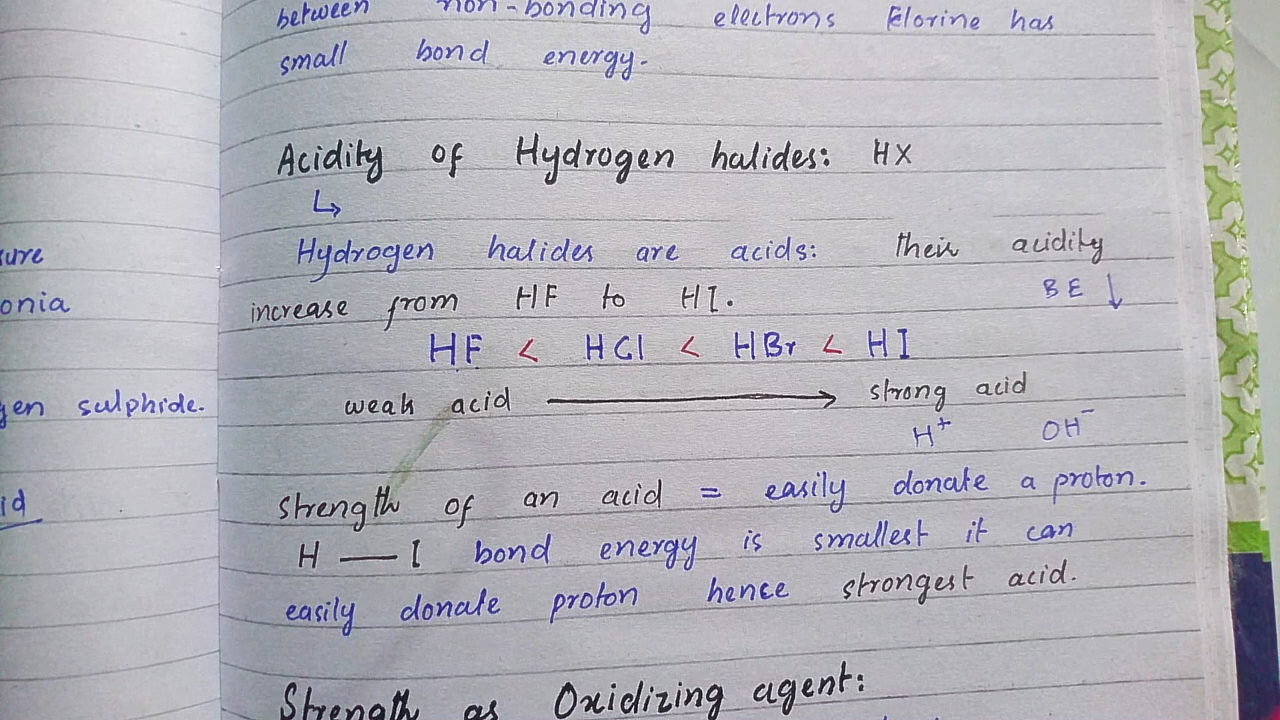 sure
onia
gen sulphide.
id
between non-bonding electrons Florine has
small bond energy.
Acidity of Hydrogen halides: HX
↳
Hydrogen halides are acids: their acidity
increase from HF to HI. BE ↓
HF < HCl < HBr < HI
weak acid ⟶ strong acid
H⁺ OH⁻
Strength of an acid = easily donate a proton.
H — I bond energy is smallest it can
easily donate proton hence strongest acid.
Strength as Oxidizing agent: